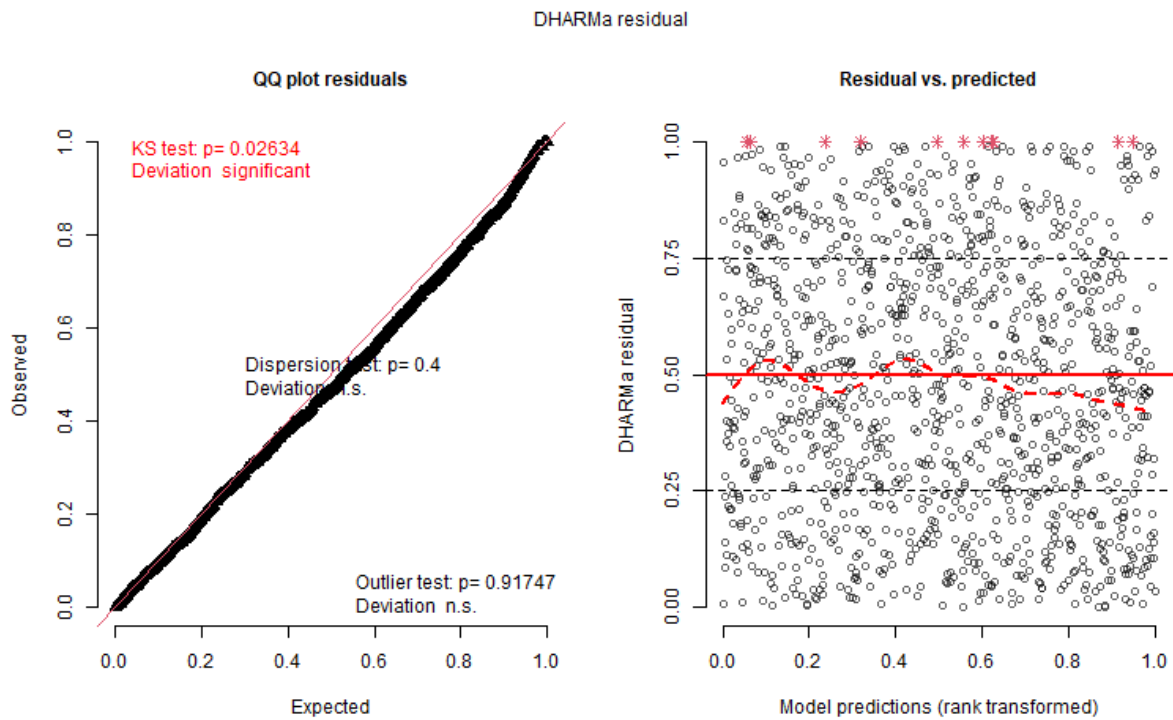 DHARMa residual
QQ plot residuals
KS test: p= 0.02634
Deviation significant
Dispersion test: p= 0.4
Deviation n.s.
Outlier test: p= 0.91747
Deviation n.s.
Observed
0.0 0.2 0.4 0.6 0.8 1.0
0.0 0.2 0.4 0.6 0.8 1.0
Expected
Residual vs. predicted
DHARMa residual
0.00 0.25 0.50 0.75 1.00
0.0 0.2 0.4 0.6 0.8 1.0
Model predictions (rank transformed)